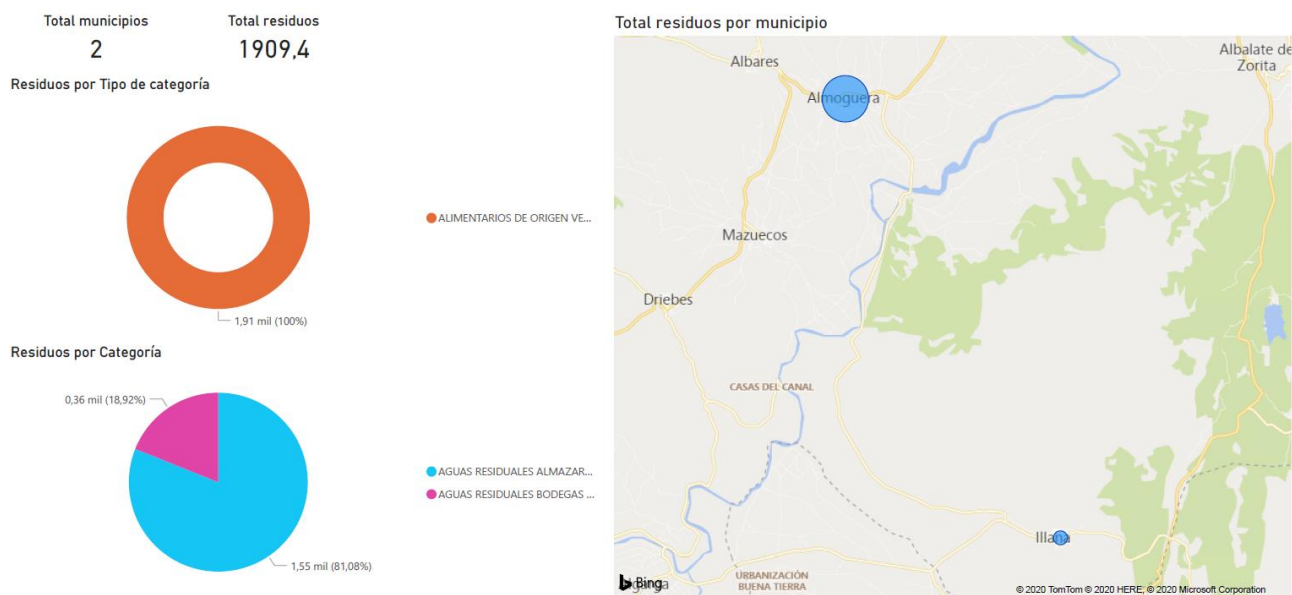 Total municipios
2
Total residuos
1909,4
Residuos por Tipo de categoría
ALIMENTARIOS DE ORIGEN VE...
1,91 mil (100%)
Residuos por Categoría
0,36 mil (18,92%)
AGUAS RESIDUALES ALMAZAR...
AGUAS RESIDUALES BODEGAS ...
1,55 mil (81,08%)
Total residuos por municipio
Albares
Albalate de
Zorita
Almoguera
Mazuecos
Driebes
CASAS DEL CANAL
Illana
URBANIZACIÓN
BUENA TIERRA
Bing
© 2020 TomTom © 2020 HERE, © 2020 Microsoft Corporation